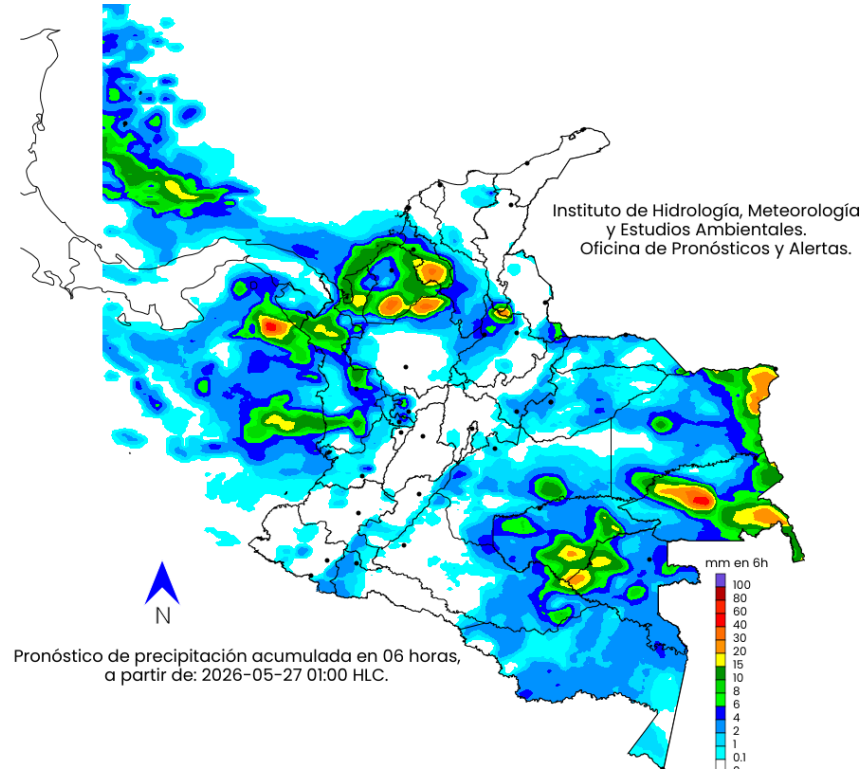 Instituto de Hidrología, Meteorología
y Estudios Ambientales.
Oficina de Pronósticos y Alertas.
mm en 6h
100
80
60
40
30
20
15
10
8
6
4
2
1
0.1
0
N
Pronóstico de precipitación acumulada en 06 horas,
a partir de: 2026-05-27 01:00 HLC.